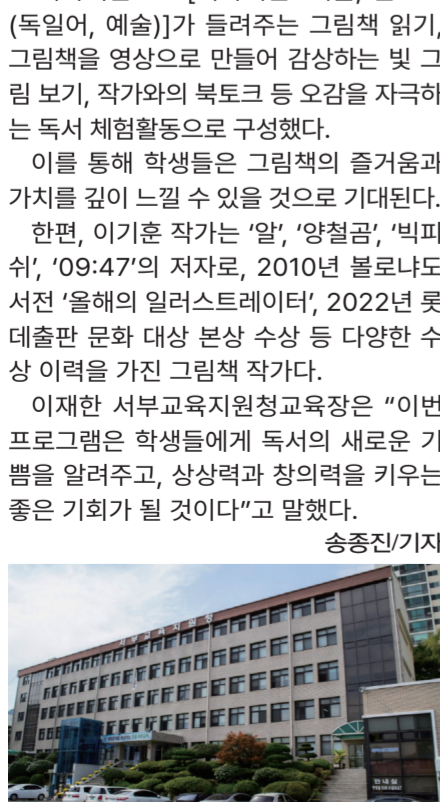 (독일어, 예술)]가 들려주는 그림책 읽기,
그림책을 영상으로 만들어 감상하는 빛 그
림 보기, 작가와의 북토크 등 오감을 자극하
는 독서 체험활동으로 구성했다.
이를 통해 학생들은 그림책의 즐거움과
가치를 깊이 느낄 수 있을 것으로 기대된다.
한편, 이기훈 작가는 '알', '양철곰', '빅피
쉬', '09:47'의 저자로, 2010년 볼로냐도
서전 '올해의 일러스트레이터', 2022년 롯
데출판 문화 대상 본상 수상 등 다양한 수
상 이력을 가진 그림책 작가다.
이재한 서부교육지원청교육장은 "이번
프로그램은 학생들에게 독서의 새로운 기
쁨을 알려주고, 상상력과 창의력을 키우는
좋은 기회가 될 것이다"고 말했다.
송종진/기자
서부교육지원청
안내실